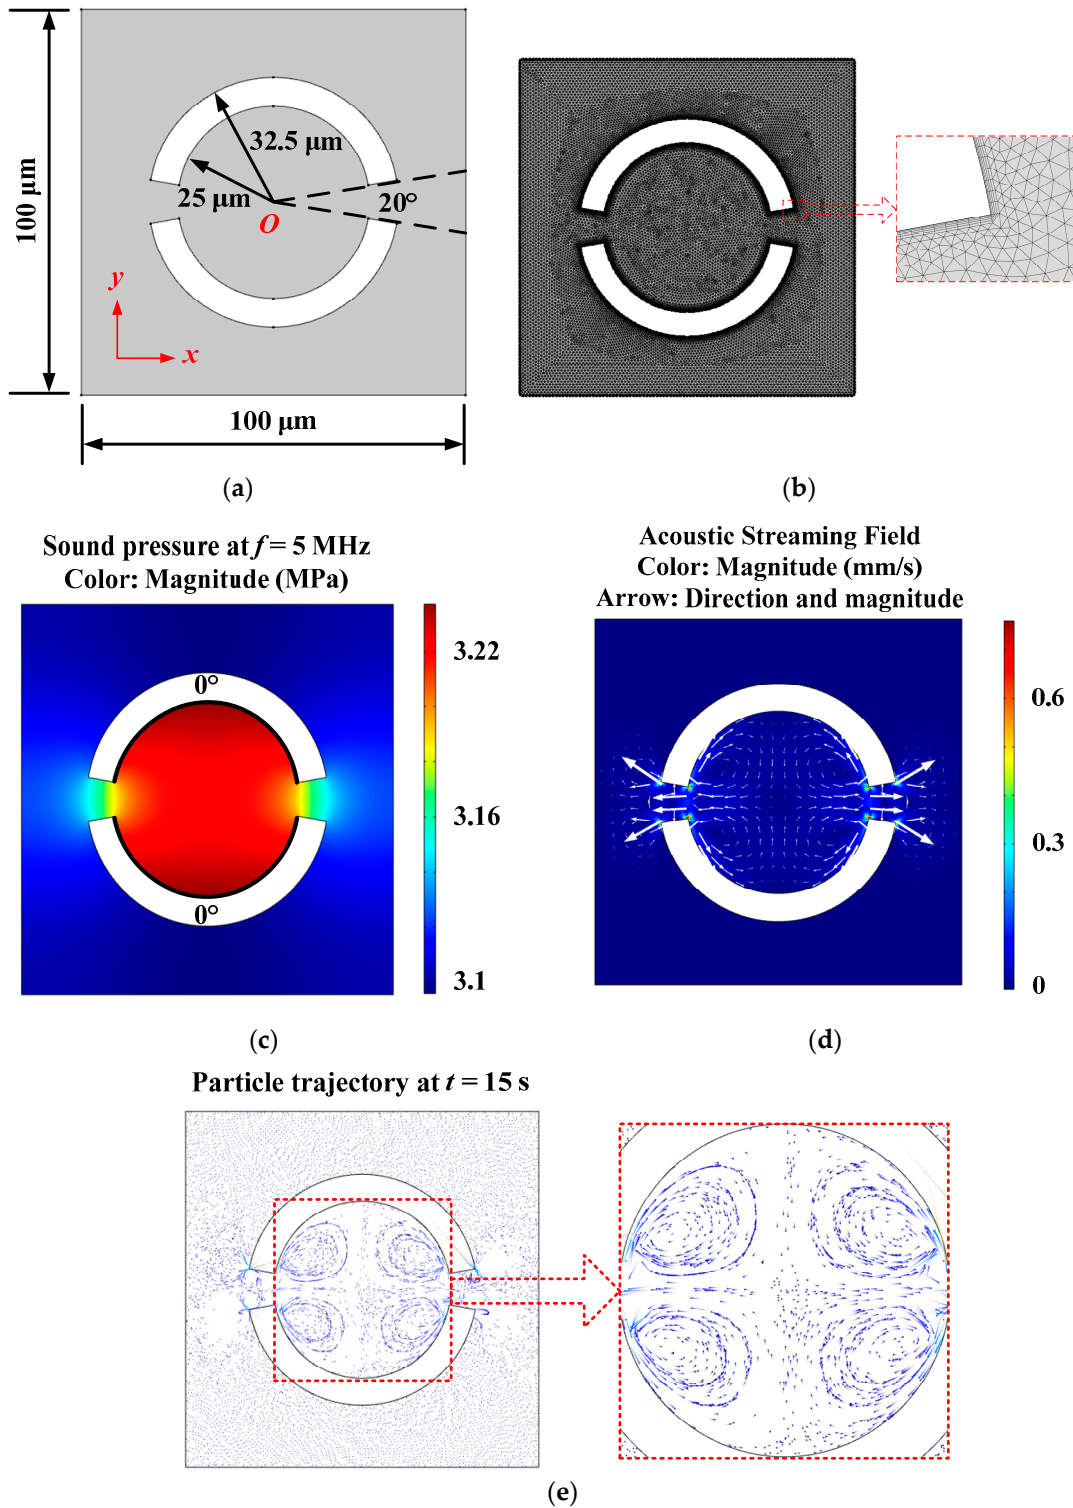 100 μm
32.5 μm
25 μm
20°
O
y
x
100 μm
(a)
(b)
Sound pressure at f = 5 MHz
Color: Magnitude (MPa)
0°
0°
3.22
3.16
3.1
(c)
Acoustic Streaming Field
Color: Magnitude (mm/s)
Arrow: Direction and magnitude
0.6
0.3
0
(d)
Particle trajectory at t = 15 s
(e)